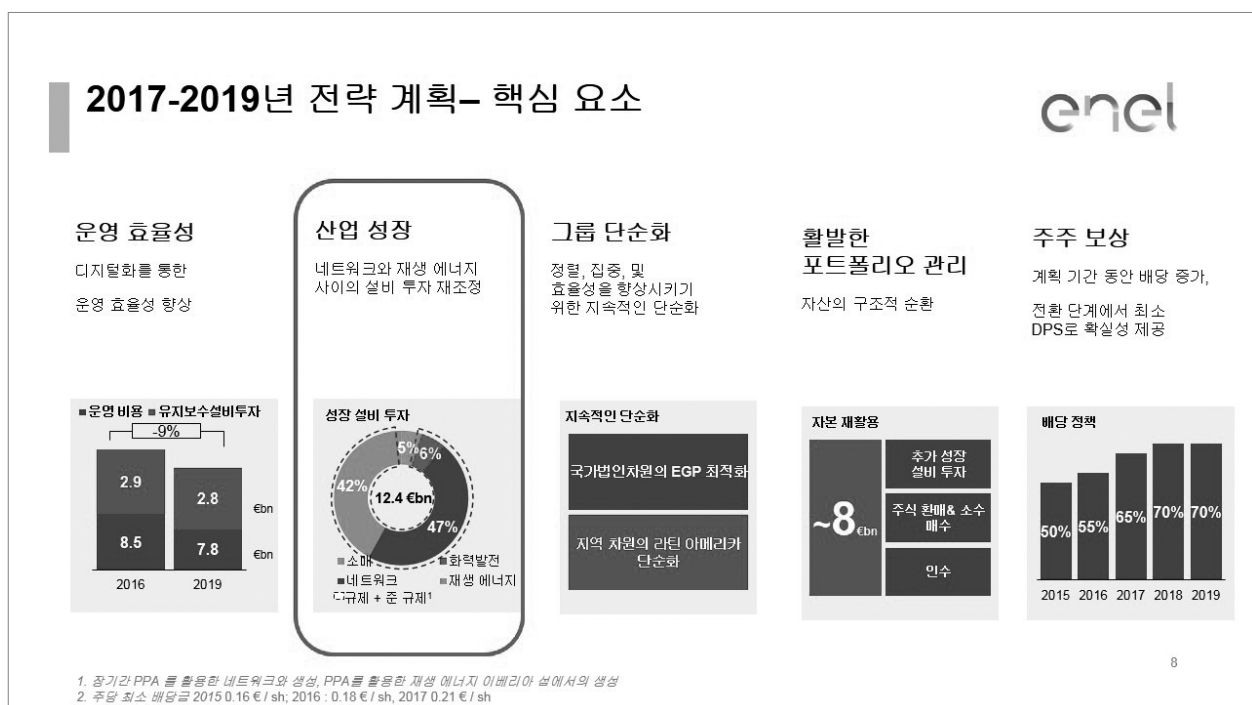 2017-2019년 전략 계획– 핵심 요소
enel
운영 효율성
디지털화를 통한
운영 효율성 향상
■운영 비용 ■유지보수설비투자
-9%
2.9
2.8
€bn
8.5
7.8
€bn
2016
2019
산업 성장
네트워크와 재생 에너지
사이의 설비 투자 재조정
성장 설비 투자
5%
6%
42%
12.4 €bn
47%
■소매
■화력발전
■네트워크
■재생 에너지
규제 + 준 규제¹
그룹 단순화
정렬, 집중, 및
효율성을 향상시키기
위한 지속적인 단순화
지속적인 단순화
국가법인차원의 EGP 최적화
지역 차원의 라틴 아메리카
단순화
활발한
포트폴리오 관리
자산의 구조적 순환
자본 재활용
~8 €bn
추가 성장
설비 투자
주식 환매& 소수
매수
인수
주주 보상
계획 기간 동안 배당 증가,
전환 단계에서 최소
DPS로 확실성 제공
배당 정책
50%
55%
65%
70%
70%
2015 2016 2017 2018 2019
8
1. 장기간 PPA 를 활용한 네트워크와 생성, PPA를 활용한 재생 에너지 이베리아 섬에서의 생성
2. 주당 최소 배당금 2015 0.16 € / sh; 2016 : 0.18 € / sh, 2017 0.21 € / sh